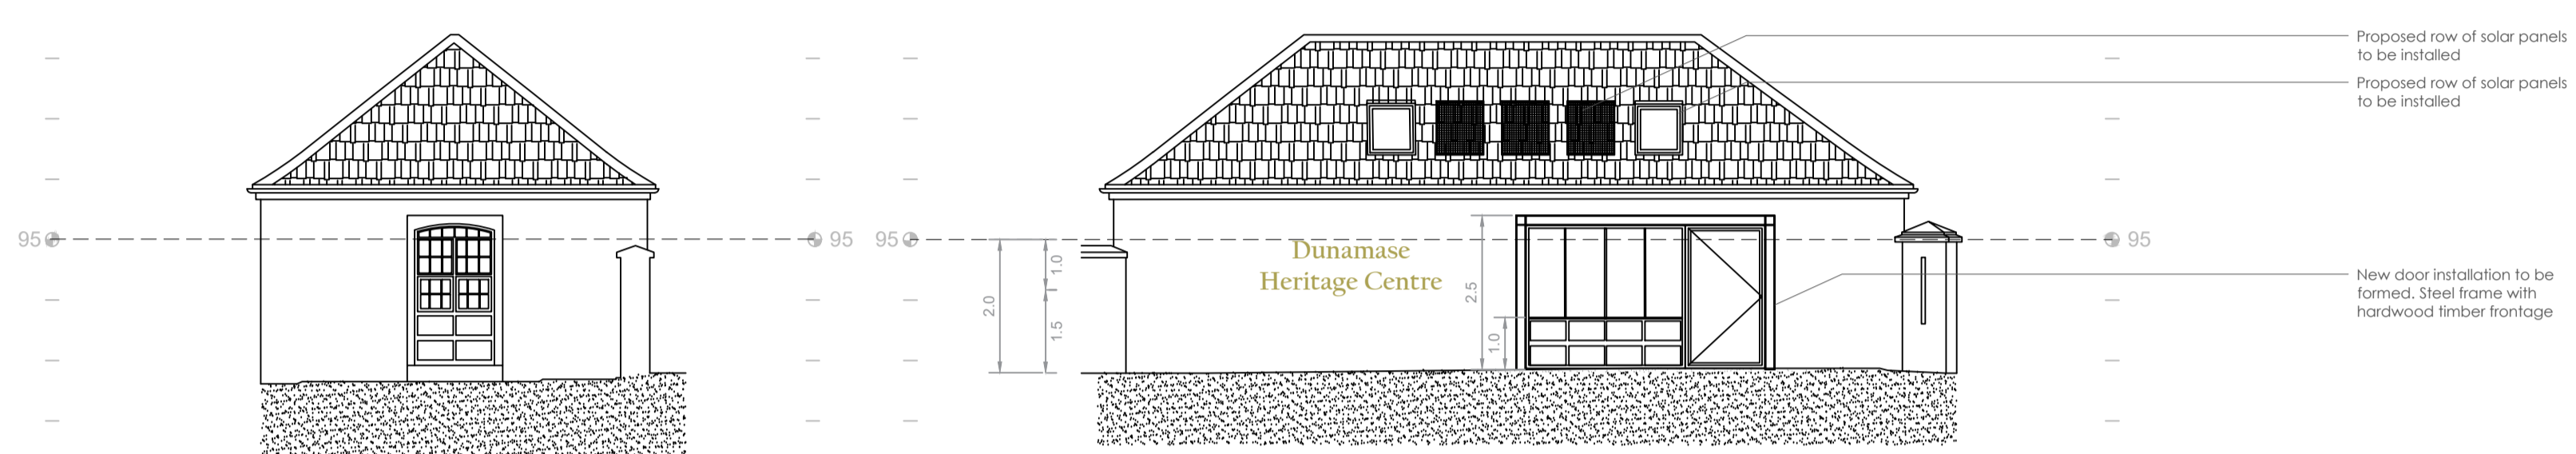 Proposed row of solar panels
to be installed
Proposed row of solar panels
to be installed
95
95
95
95
Dunamase
Heritage Centre
1.0
2.0
1.5
2.5
1.0
New door installation to be
formed. Steel frame with
hardwood timber frontage